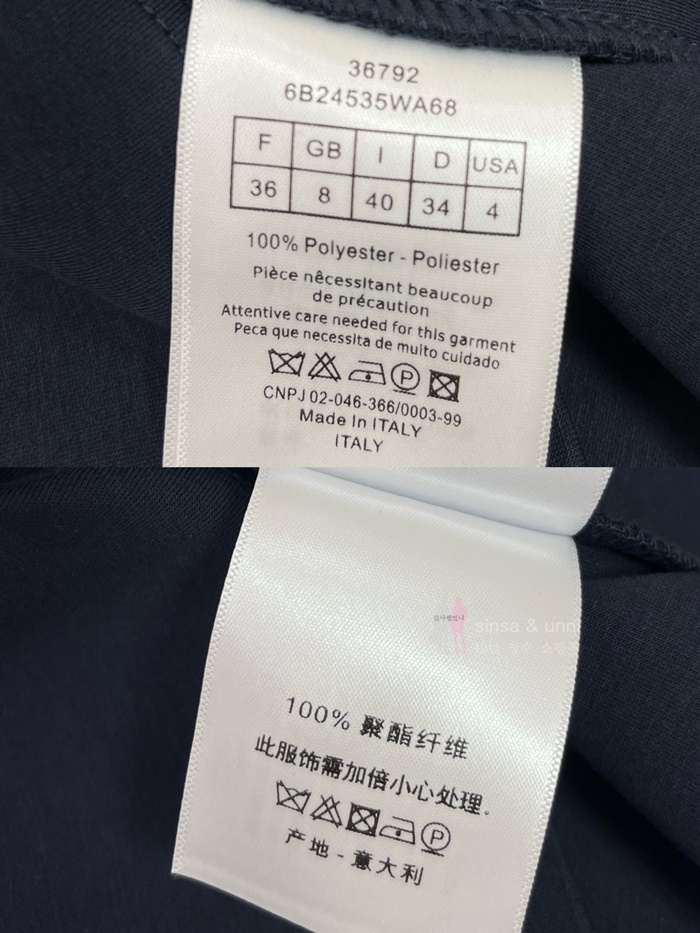 36792
6B24535WA68
F GB I D USA
36 8 40 34 4
100% Polyester - Poliester
Pièce nêcessitant beaucoup
de précaution
Attentive care needed for this garment
Peca que necessita de muito cuidado
P
CNPJ 02-046-366/0003-99
Made In ITALY
ITALY
sinsa & unn
100% 聚酯纤维
此服饰需加倍小心处理.
P
产地 - 意大利